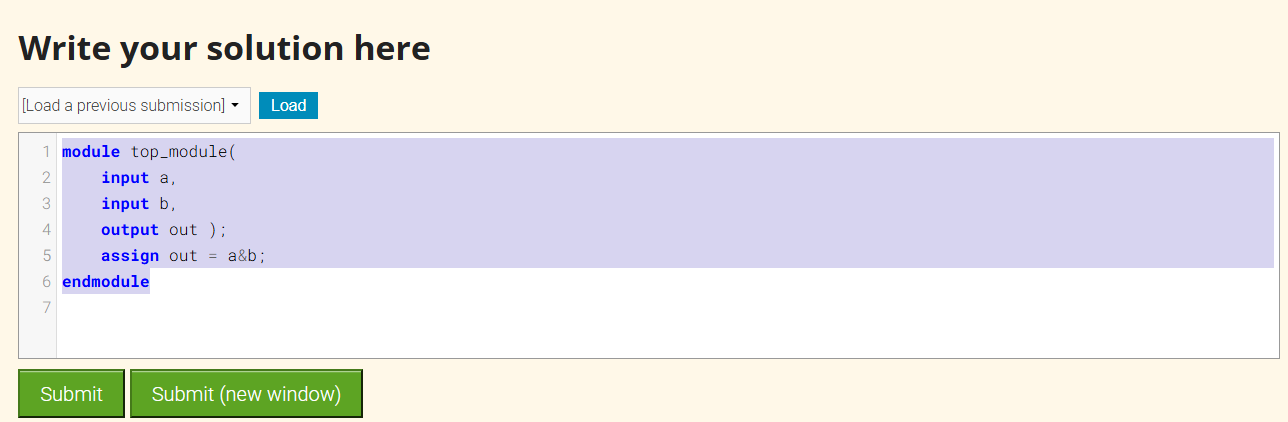 Write your solution here
[Load a previous submission] Load
1 module top_module(
2     input a,
3     input b,
4     output out );
5     assign out = a&b;
6 endmodule
7
Submit Submit (new window)